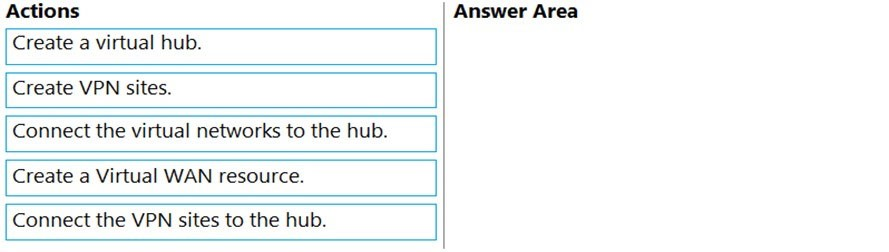 Actions
Answer Area
Create a virtual hub.
Create VPN sites.
Connect the virtual networks to the hub.
Create a Virtual WAN resource.
Connect the VPN sites to the hub.